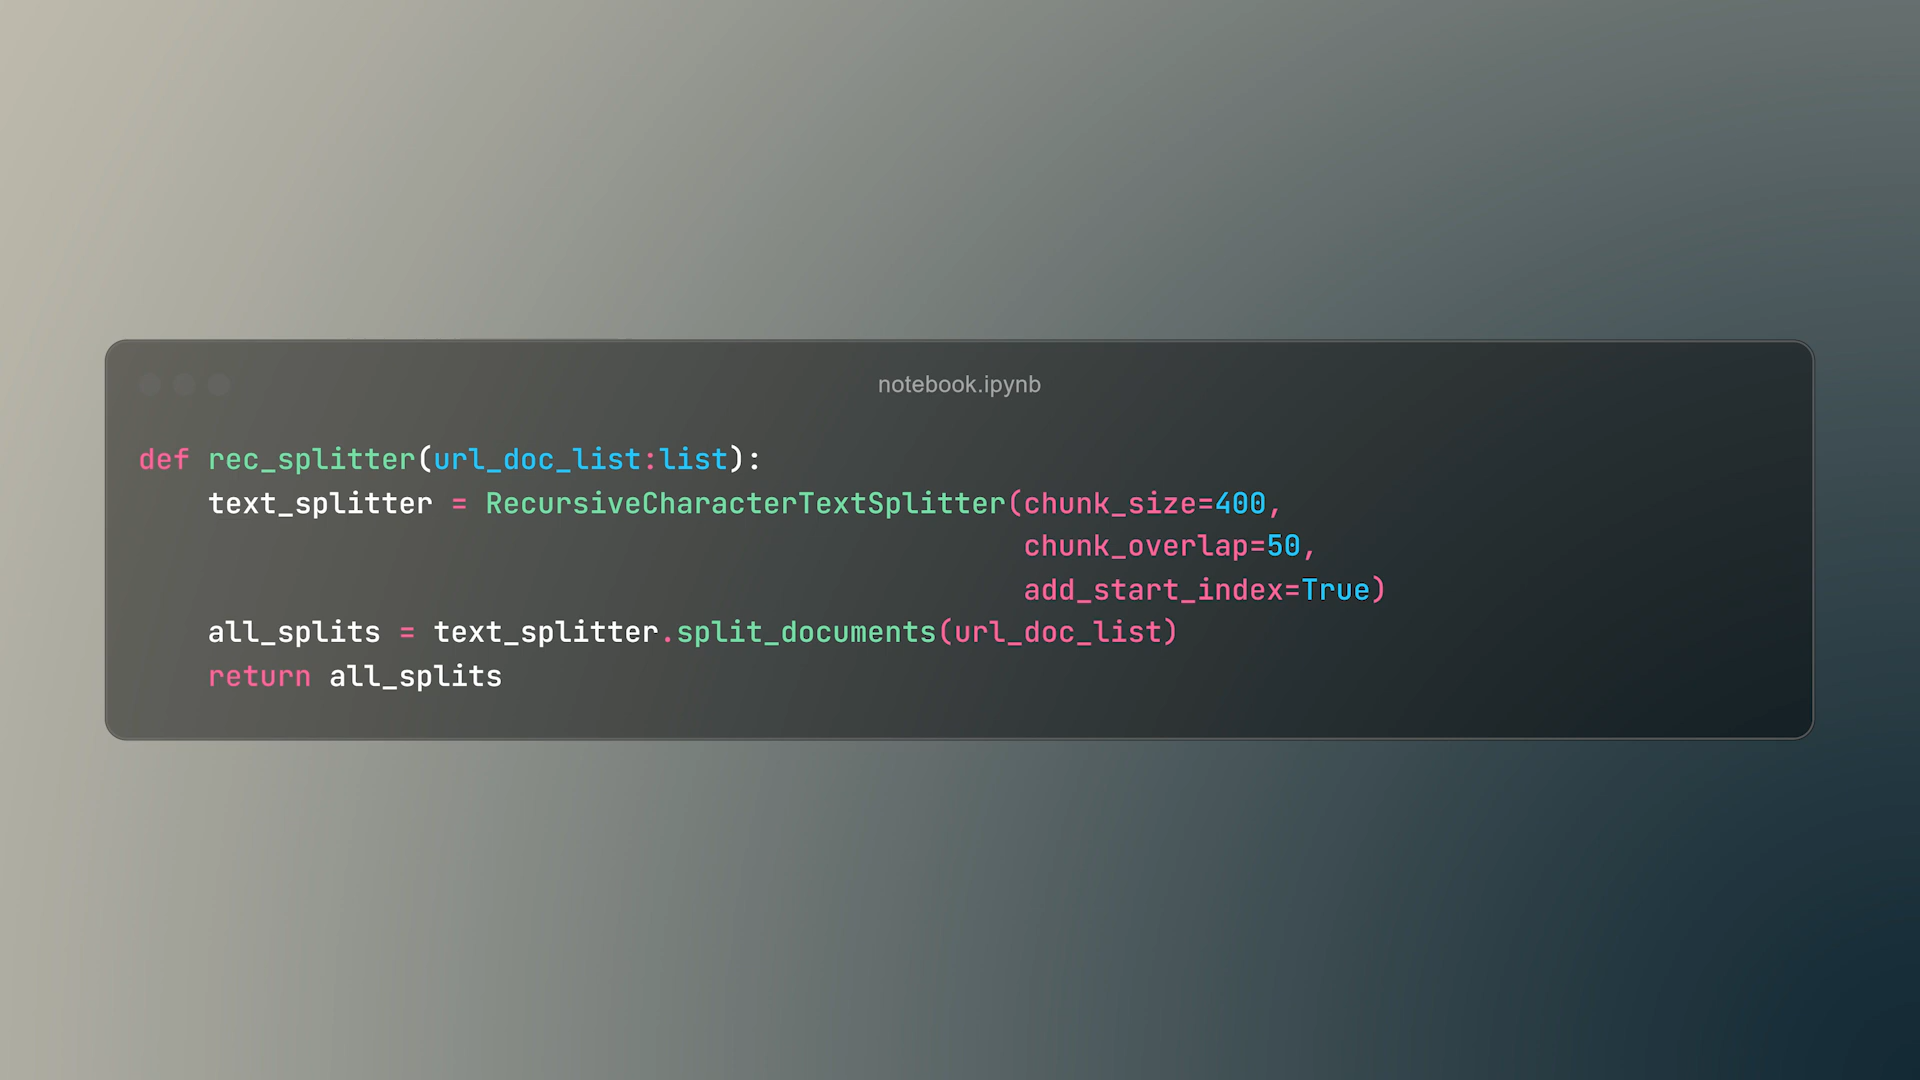 notebook.ipynb
def rec_splitter(url_doc_list:list):
    text_splitter = RecursiveCharacterTextSplitter(chunk_size=400,
                                                   chunk_overlap=50,
                                                   add_start_index=True)
    all_splits = text_splitter.split_documents(url_doc_list)
    return all_splits